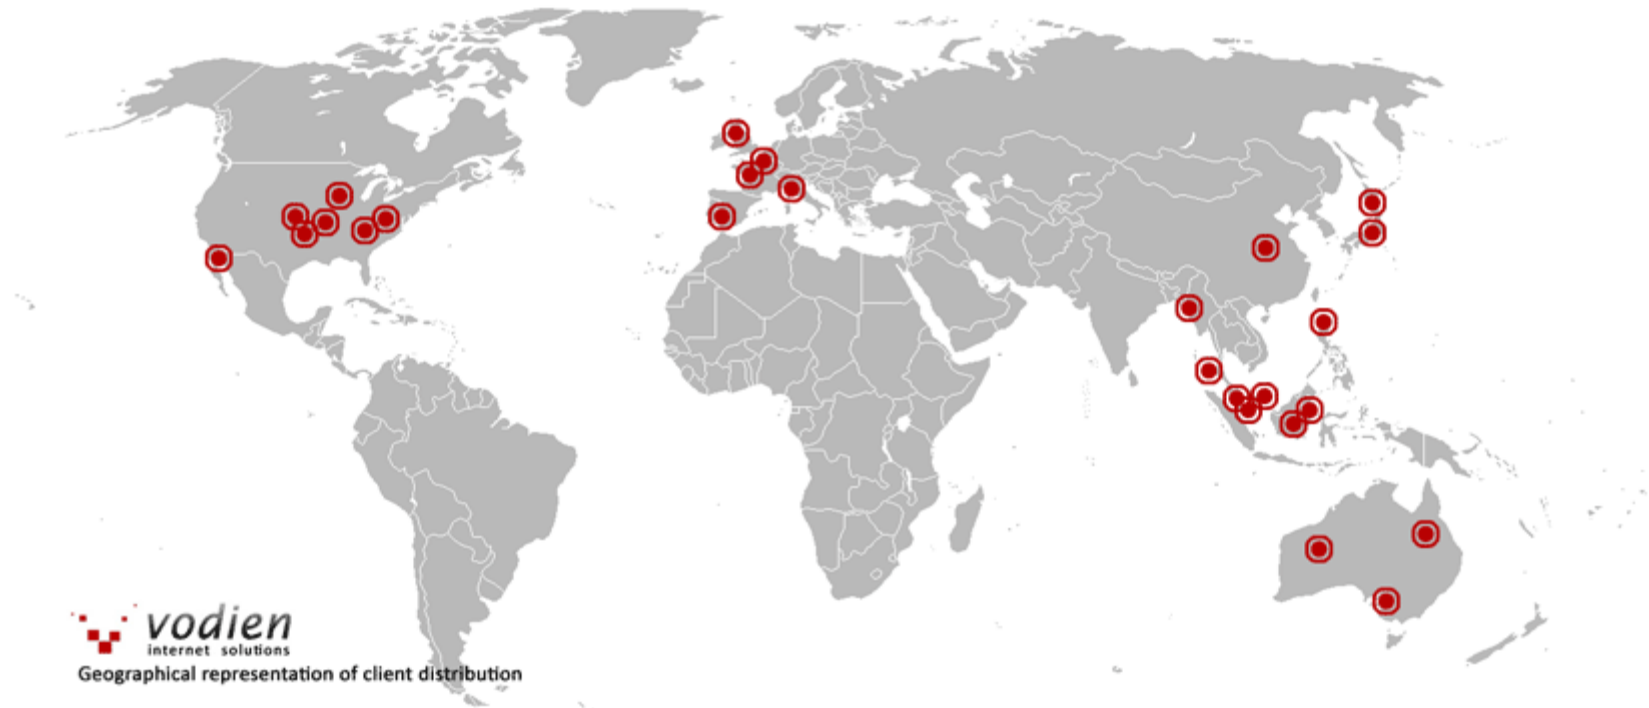 vodien
internet solutions
Geographical representation of client distribution